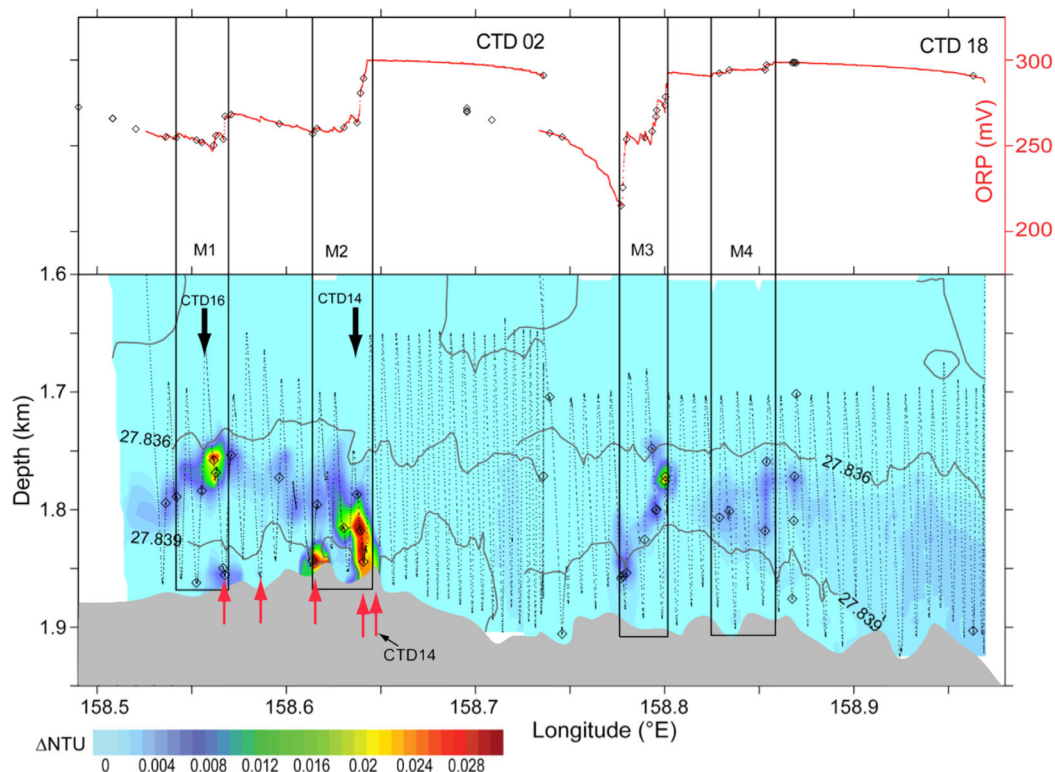 CTD 02
CTD 18
300
250
200
ORP (mV)
M1
M2
M3
M4
1.6
1.7
1.8
1.9
Depth (km)
CTD16
CTD14
27.836
27.836
27.839
27.839
CTD14
158.5
158.6
158.7
158.8
158.9
Longitude (°E)
ΔNTU
0
0.004
0.008
0.012
0.016
0.02
0.024
0.028